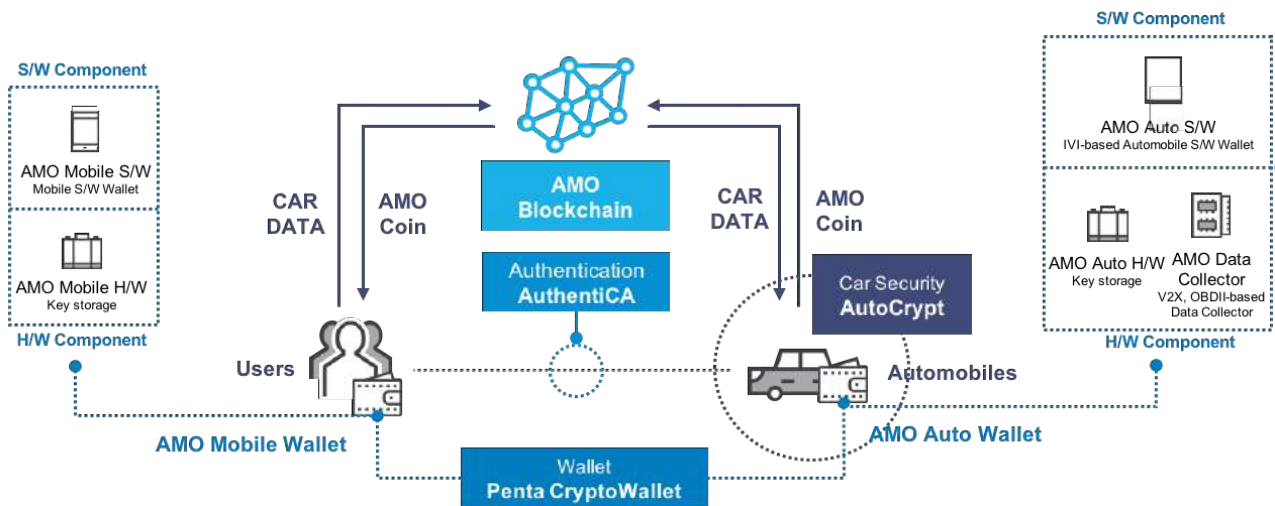 S/W Component
AMO Mobile S/W
Mobile S/W Wallet
AMO Mobile H/W
Key storage
H/W Component
CAR
DATA
AMO
Coin
AMO
Blockchain
Authentication
AuthentiCA
CAR
DATA
AMO
Coin
Car Security
AutoCrypt
Users
Automobiles
AMO Mobile Wallet
AMO Auto Wallet
Wallet
Penta CryptoWallet
S/W Component
AMO Auto S/W
IVI-based Automobile S/W Wallet
AMO Auto H/W
Key storage
AMO Data
Collector
V2X, OBDII-based
Data Collector
H/W Component